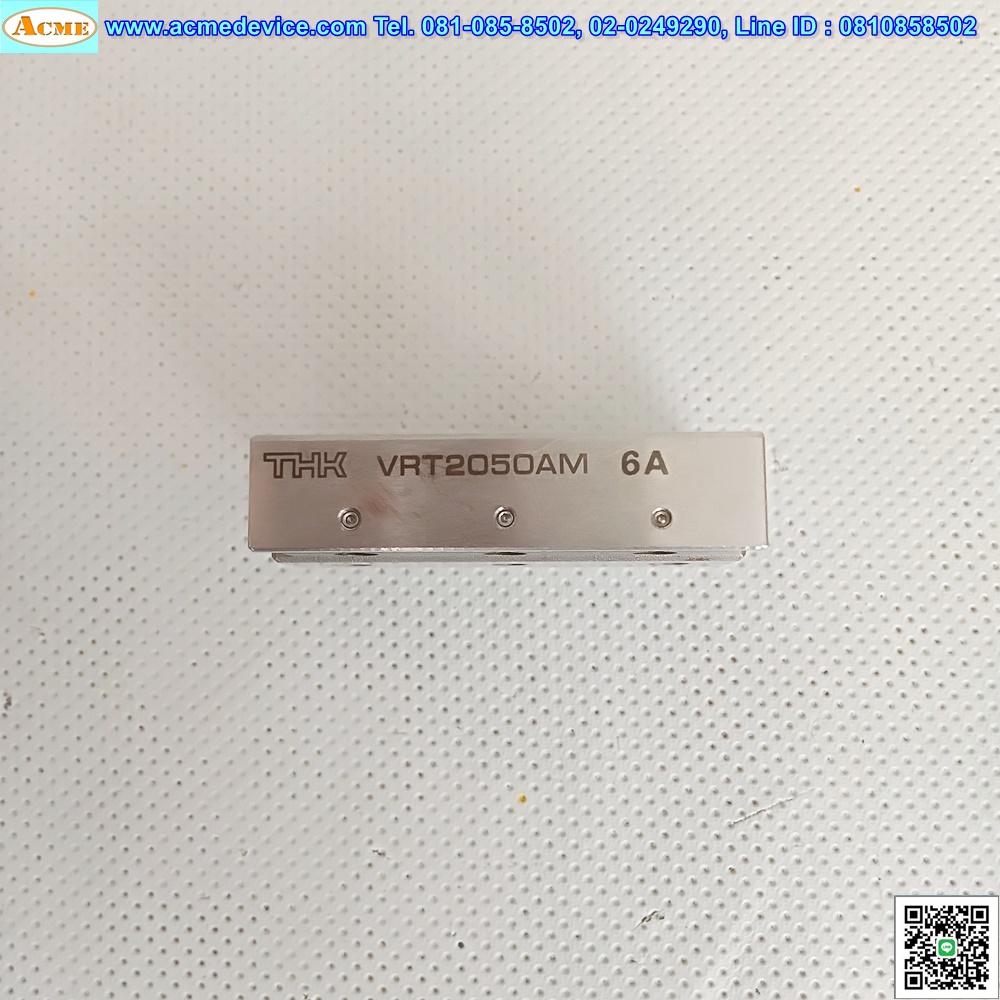 ACME www.acmedevice.com Tel. 081-085-8502, 02-0249290, Line ID : 0810858502
THK VRT2050AM 6A